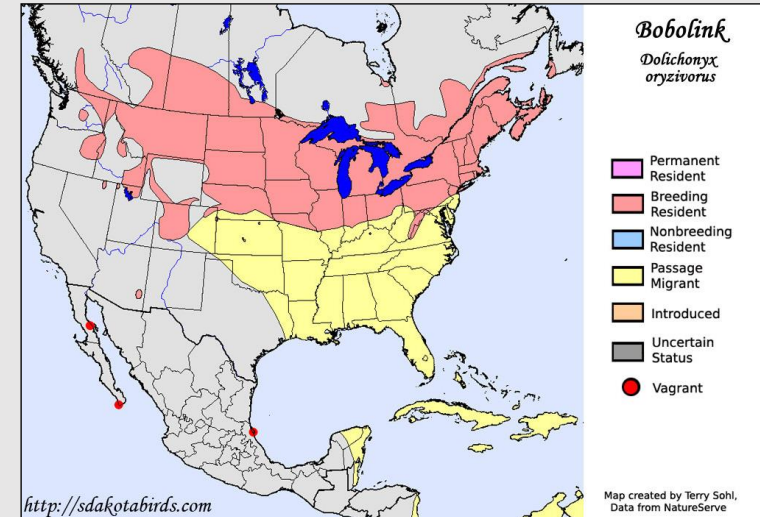 Bobolink
Dolichonyx
oryzivorus
Permanent
Resident
Breeding
Resident
Nonbreeding
Resident
Passage
Migrant
Introduced
Uncertain
Status
Vagrant
http://sdakotabirds.com
Map created by Terry Sohl,
Data from NatureServe